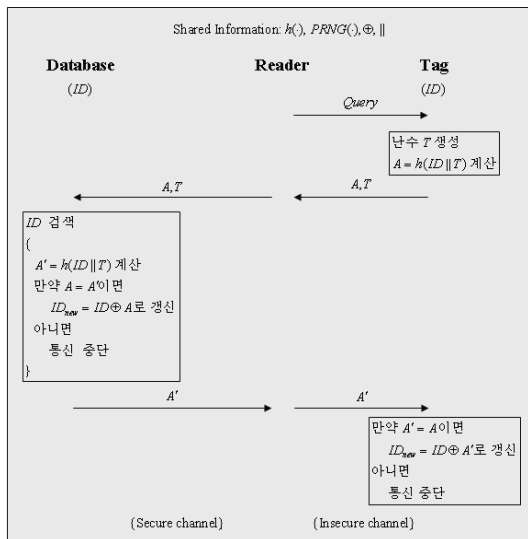 Shared Information: h(·), PRNG(·), ⊕, ||
Database Reader Tag
(ID) (ID)
Query
난수 T 생성
A = h(ID || T) 계산
A,T A,T
ID 검색
{
A' = h(ID || T) 계산
만약 A = A'이면
ID_new = ID ⊕ A로 갱신
아니면
통신 중단
}
A' A'
만약 A' = A이면
ID_new = ID ⊕ A'로 갱신
아니면
통신 중단
{Secure channel} {Insecure channel}